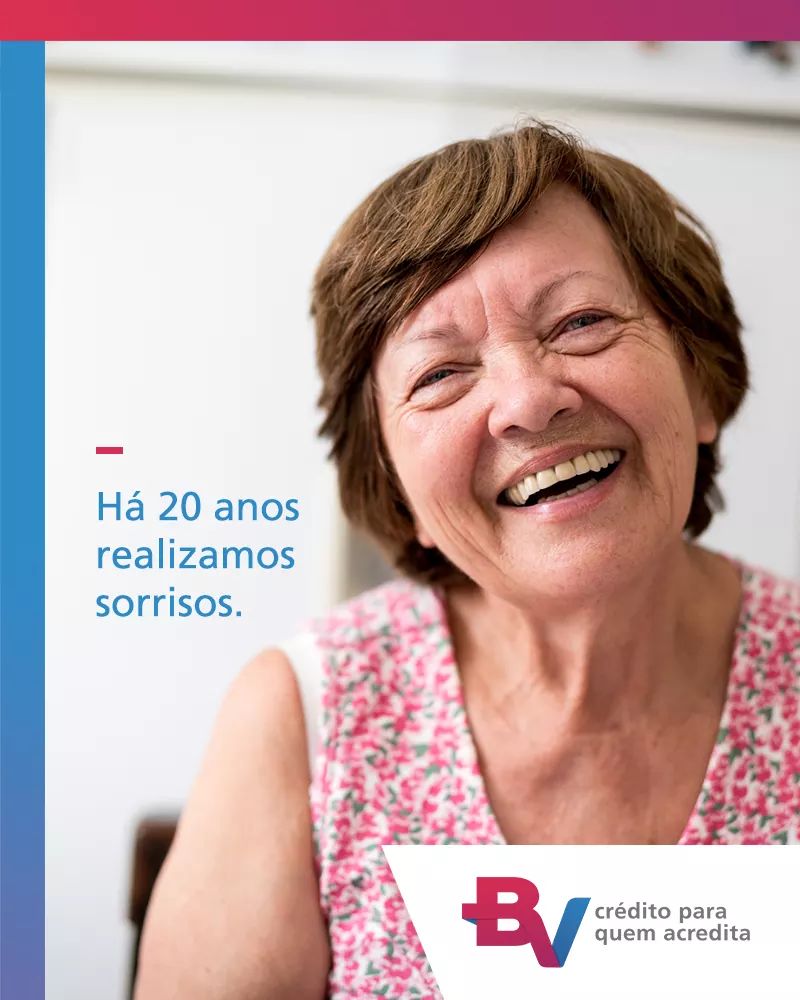 Há 20 anos
realizamos
sorrisos.
BV
crédito para
quem acredita